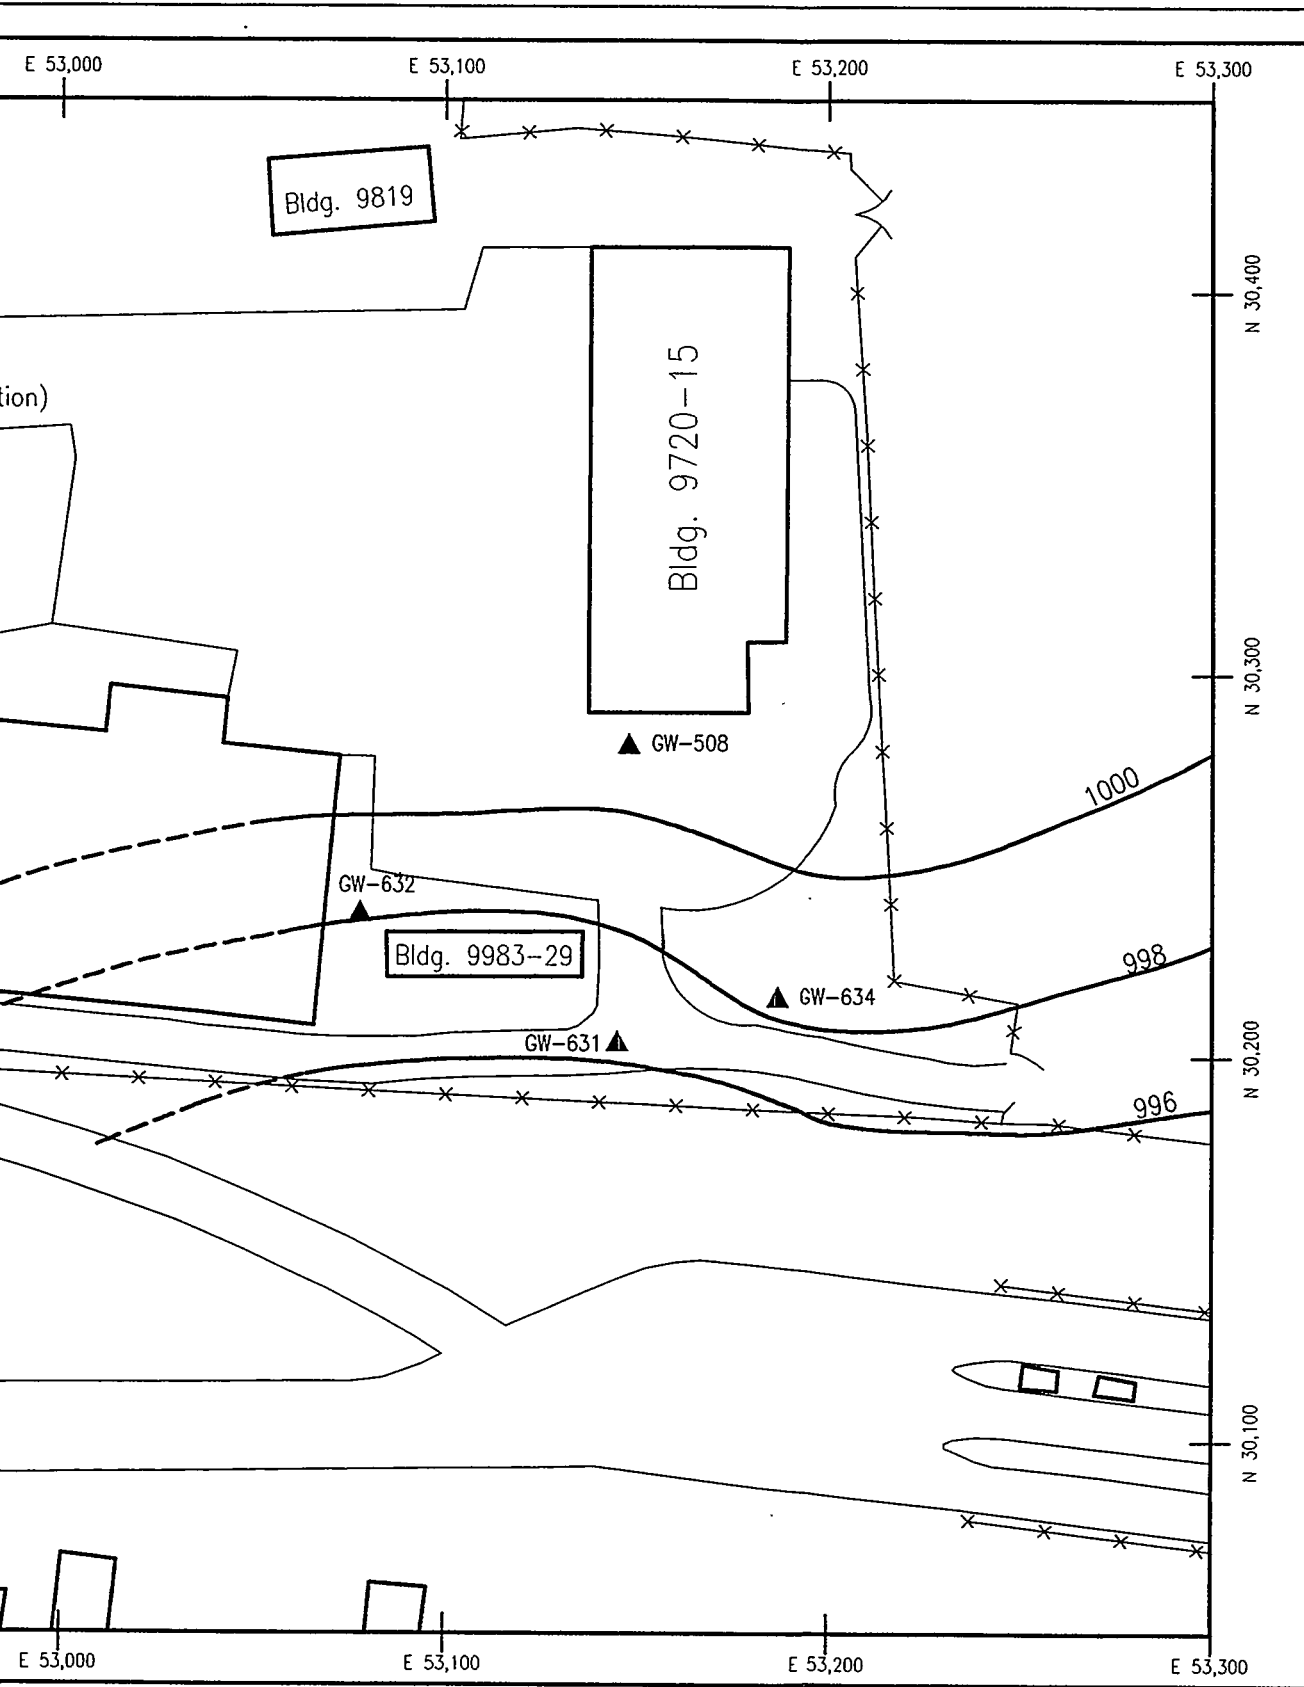 E 53,000
E 53,100
E 53,200
E 53,300
Bldg. 9819
N 30,400
tion)
Bldg. 9720-15
N 30,300
GW-508
1000
GW-632
Bldg. 9983-29
998
GW-634
GW-631
N 30,200
996
N 30,100
E 53,000
E 53,100
E 53,200
E 53,300